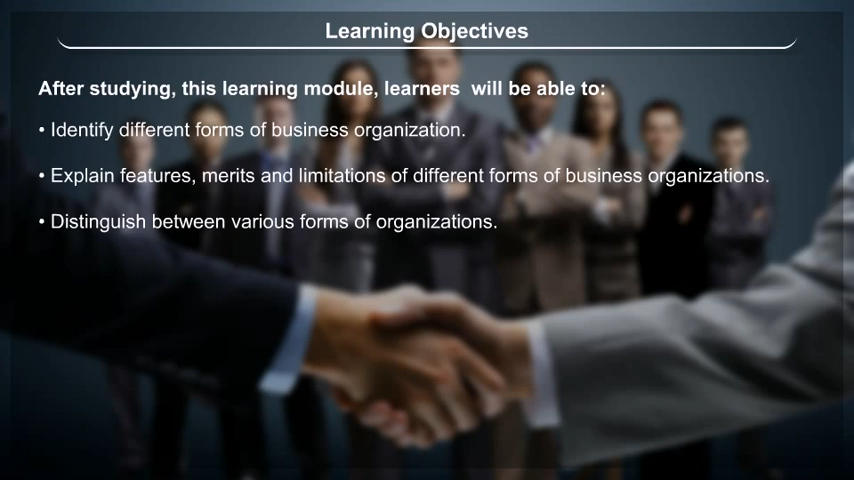 Learning Objectives
After studying, this learning module, learners  will be able to:
• Identify different forms of business organization.
• Explain features, merits and limitations of different forms of business organizations.
• Distinguish between various forms of organizations.